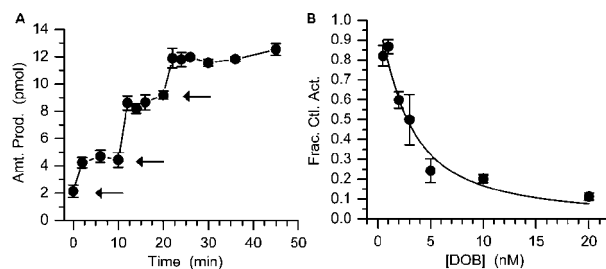 A
Amt. Prod. (pmol)
14
12
10
8
6
4
2
0
0 10 20 30 40 50
Time (min)
B
Frac. Ctl. Act.
1.0
0.9
0.8
0.7
0.6
0.5
0.4
0.3
0.2
0.1
0.0
0 5 10 15 20
[DOB] (nM)